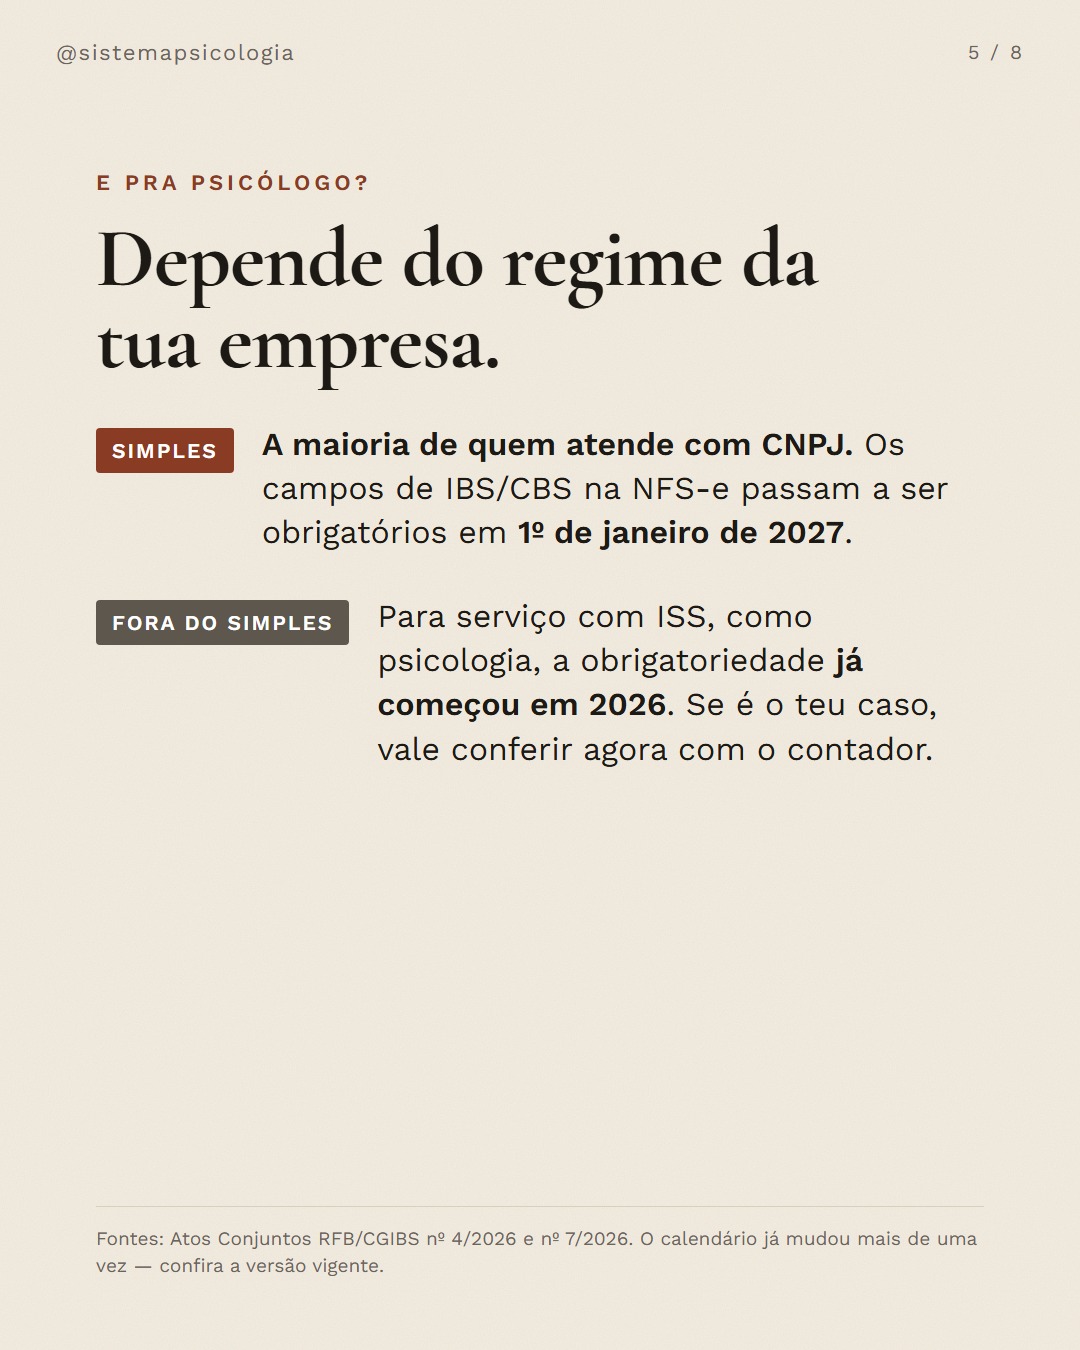 @sistemapsicologia
5 / 8
E PRA PSICÓLOGO?
Depende do regime da
tua empresa.
SIMPLES
A maioria de quem atende com CNPJ. Os
campos de IBS/CBS na NFS-e passam a ser
obrigatórios em 1º de janeiro de 2027.
FORA DO SIMPLES
Para serviço com ISS, como
psicologia, a obrigatoriedade já
começou em 2026. Se é o teu caso,
vale conferir agora com o contador.
Fontes: Atos Conjuntos RFB/CGIBS nº 4/2026 e nº 7/2026. O calendário já mudou mais de uma
vez — confira a versão vigente.